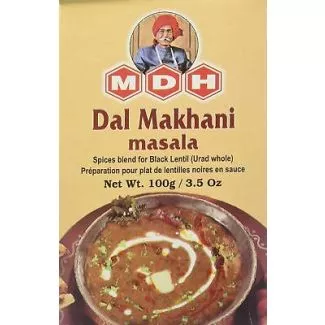 MDH
Dal Makhani
masala
Spices blend for Black Lentil (Urad whole)
Préparation pour plat de lentilles noires en sauce
Net Wt. 100g / 3.5 Oz